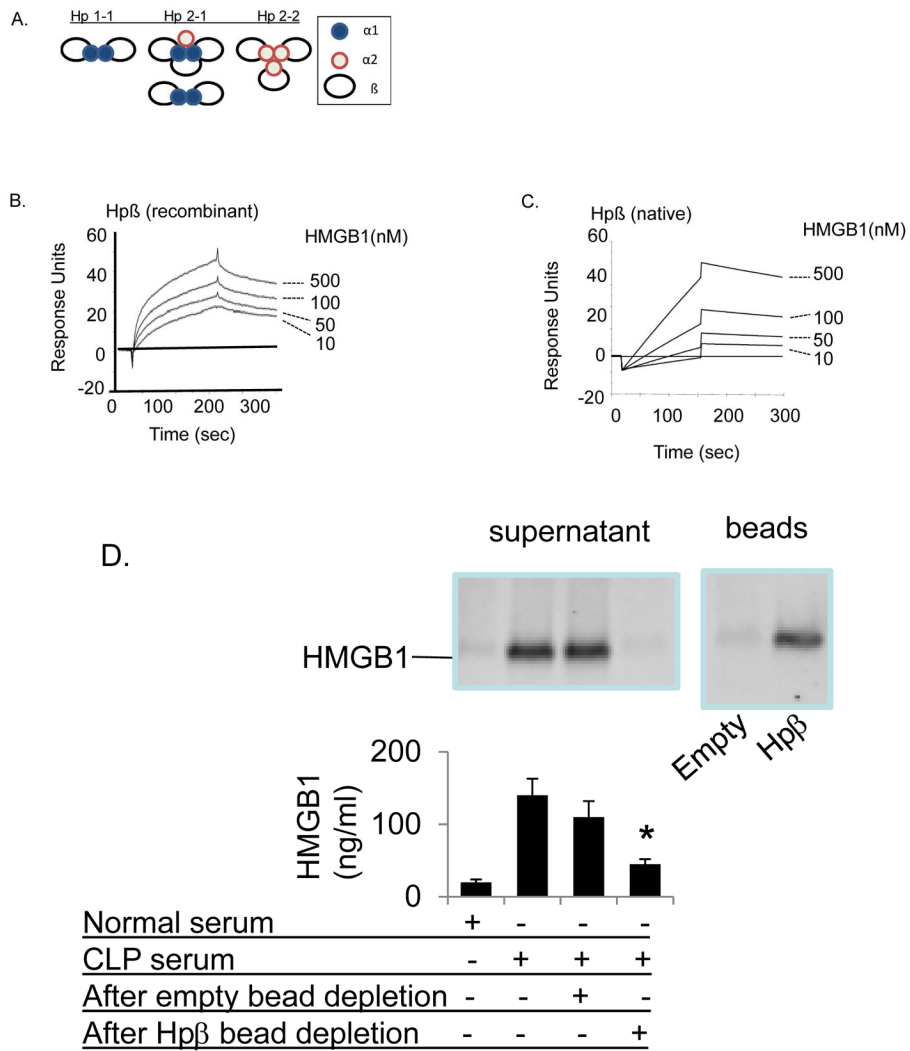 A.
Hp 1-1 Hp 2-1 Hp 2-2
α1
α2
ß
B.
Hpß (recombinant)
HMGB1(nM)
Response Units
60
40
20
0
-20
500
100
50
10
0 100 200 300
Time (sec)
C.
Hpß (native)
HMGB1(nM)
Response Units
60
40
20
0
-20
500
100
50
10
0 100 200 300
Time (sec)
D.
supernatant beads
HMGB1
Empty Hpβ
HMGB1
(ng/ml)
200
100
0
*
Normal serum + - - -
CLP serum - + + +
After empty bead depletion - - + -
After Hpβ bead depletion - - - +